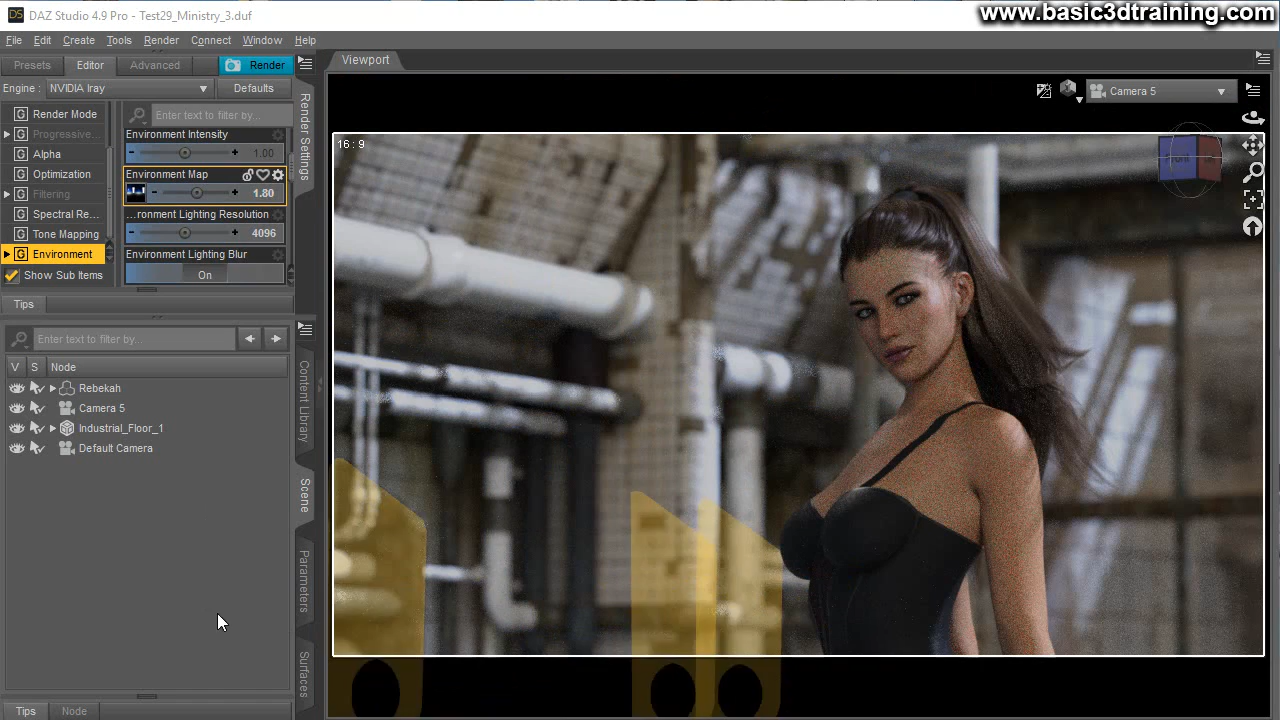 DAZ Studio 4.9 Pro - Test29_Ministry_3.duf
www.basic3dtraining.com
File Edit Create Tools Render Connect Window Help
Presets Editor Advanced Render
Viewport
Engine : NVIDIA Iray Defaults
Camera 5
Render Mode
Enter text to filter by...
Progressive...
Environment Intensity
1.00
Alpha
Optimization
Environment Map
1.80
Filtering
Spectral Re...
...ronment Lighting Resolution
4096
Tone Mapping
Environment
Environment Lighting Blur
On
Show Sub Items
Render Settings
16 : 9
Tips
Enter text to filter by...
V S Node
Rebekah
Camera 5
Industrial_Floor_1
Default Camera
Content Library
Scene
Parameters
Surfaces
Tips Node